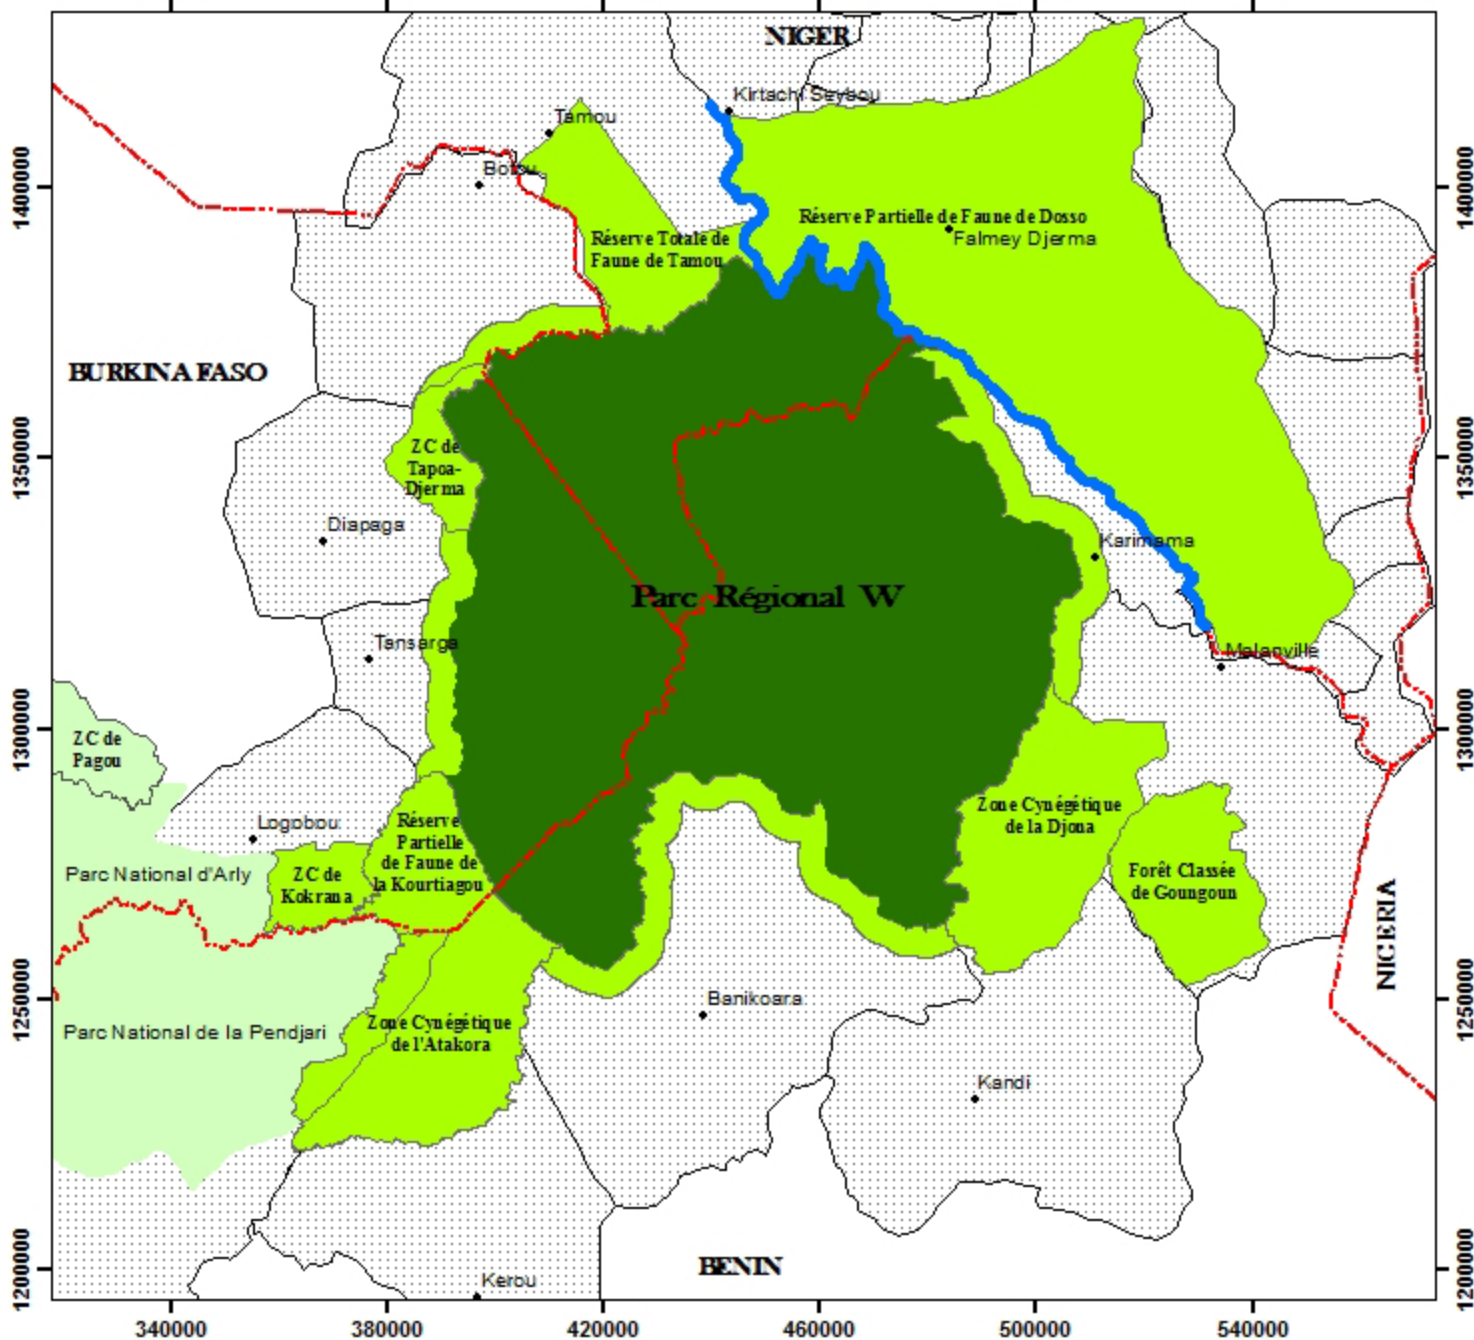 NIGER
Kirtachi Seybou
Tamou
Botou
Réserve Partielle de Faune de Dosso
Falmey Djerma
Réserve Totale de
Faune de Tamou
BURKINA FASO
ZC de
Tapoa-
Djerma
Diapaga
Karimama
Parc Régional W
Tansarga
Malanville
ZC de
Pagou
Zone Cynégétique
de la Djona
Logobou
Réserve
Partielle
de Faune de
la Kourtiagou
Parc National d'Arly
ZC de
Kokrana
Forêt Classée
de Goungoun
NIGERIA
Banikoara
Parc National de la Pendjari
Zone Cynégétique
de l'Atakora
Kandi
BENIN
Kerou
1400000
1350000
1300000
1250000
1200000
1400000
1350000
1300000
1250000
1200000
340000
380000
420000
460000
500000
540000